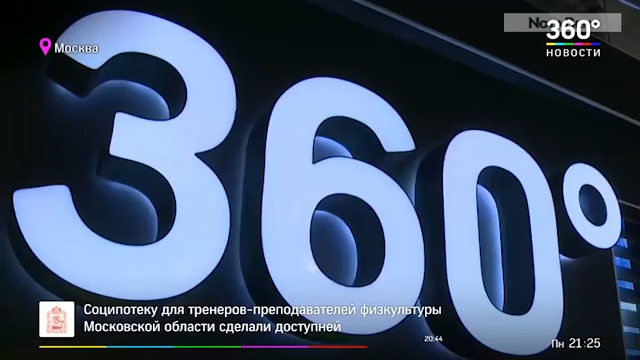 Москва
360°
НОВОСТИ
360°
Соципотеку для тренеров-преподавателей физкультуры
Московской области сделали доступней
20:44
Пн 21:25